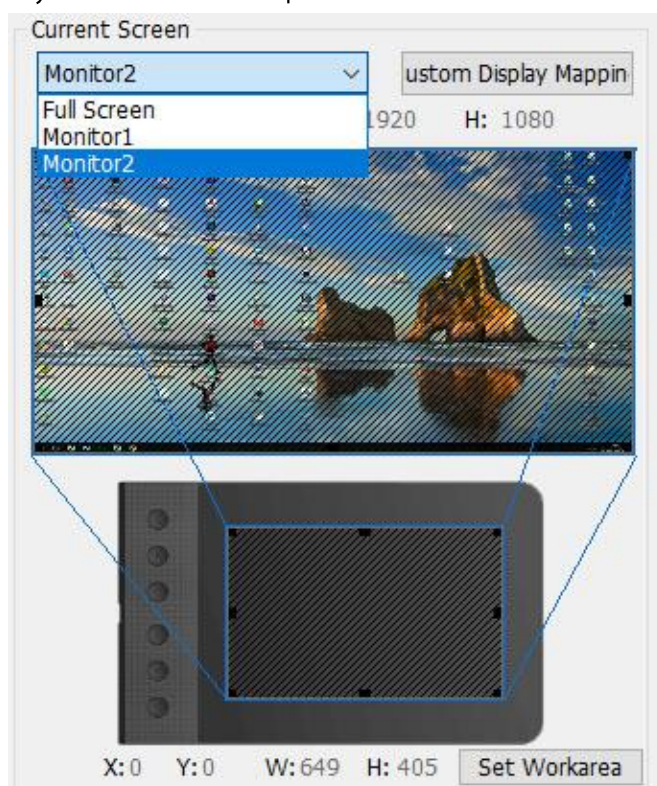 Current Screen
Monitor2
ustom Display Mappin
Full Screen
1920 H: 1080
Monitor1
Monitor2
X: 0 Y: 0 W: 649 H: 405 Set Workarea